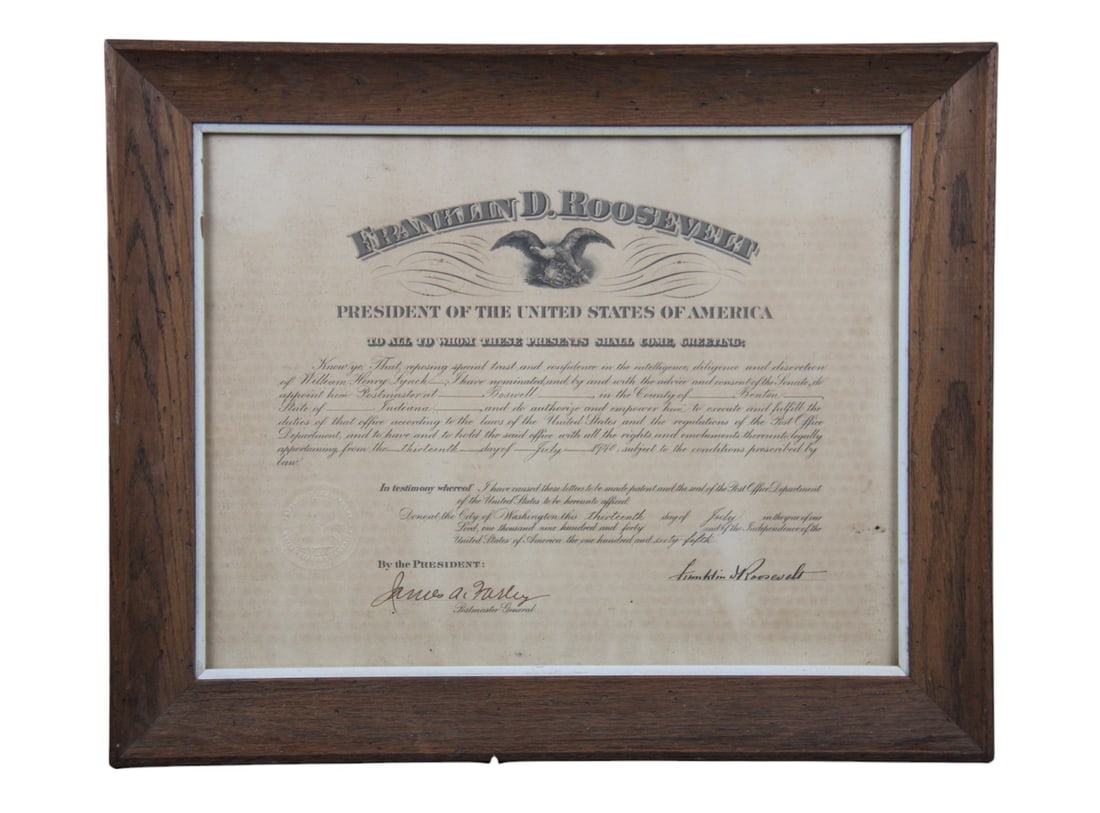 FRANKLIN D. ROOSEVELT
PRESIDENT OF THE UNITED STATES OF AMERICA
TO ALL TO WHOM THESE PRESENTS SHALL COME, GREETING:
Know ye, That, reposing special trust and confidence in the intelligence, diligence and discretion
of William Henry Lynch, I have nominated, and by and with the advice and consent of the Senate, do
appoint him Postmaster at Boswell, in the County of Benton,
State of Indiana, and do authorize and empower him to execute and fulfill the
duties of that office according to the laws of the United States and the regulations of the Post Office
Department, and to have and to hold the said office with all the rights and emoluments thereunto legally
appertaining, from the thirteenth day of July 1940, subject to the conditions prescribed by
law.
In testimony whereof I have caused these letters to be made patent and the seal of the Post Office Department
of the United States to be hereunto affixed.
Done at the City of Washington this thirteenth day of July in the year of our
Lord, one thousand nine hundred and forty and of the Independence of the
United States of America the one hundred and sixty fifth.
By the PRESIDENT:
Franklin D Roosevelt
James A. Farley
Postmaster General